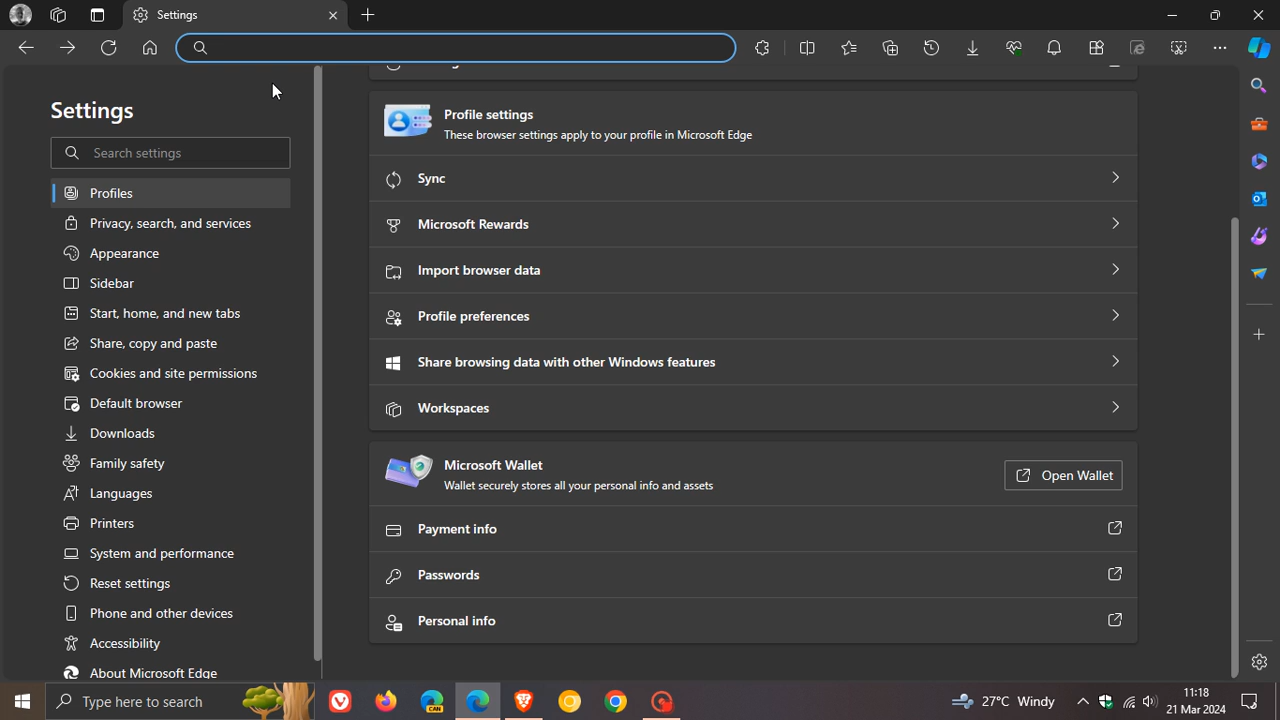 Settings
Settings
Search settings
Profiles
Privacy, search, and services
Appearance
Sidebar
Start, home, and new tabs
Share, copy and paste
Cookies and site permissions
Default browser
Downloads
Family safety
Languages
Printers
System and performance
Reset settings
Phone and other devices
Accessibility
About Microsoft Edge
Profile settings
These browser settings apply to your profile in Microsoft Edge
Sync
Microsoft Rewards
Import browser data
Profile preferences
Share browsing data with other Windows features
Workspaces
Microsoft Wallet
Wallet securely stores all your personal info and assets
Open Wallet
Payment info
Passwords
Personal info
Type here to search
CAN
27°C Windy
11:18
21 Mar 2024